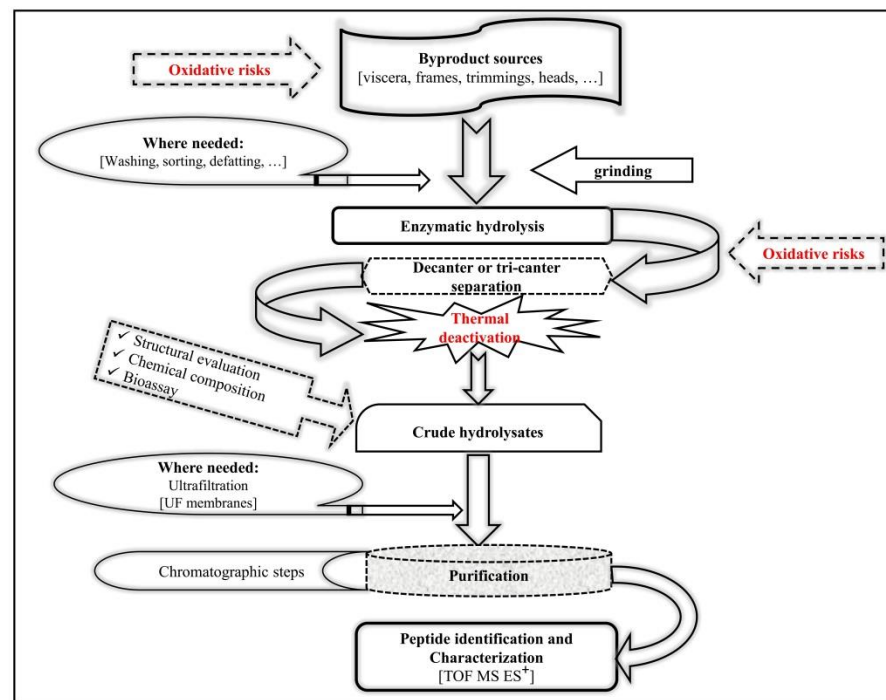 Oxidative risks
Byproduct sources
[viscera, frames, trimmings, heads, …]
Where needed:
[Washing, sorting, defatting, …]
grinding
Enzymatic hydrolysis
Oxidative risks
Decanter or tri-canter
separation
Thermal
deactivation
✓ Structural evaluation
✓ Chemical composition
✓ Bioassay
Crude hydrolysates
Where needed:
Ultrafiltration
[UF membranes]
Chromatographic steps
Purification
Peptide identification and
Characterization
[TOF MS ES⁺]